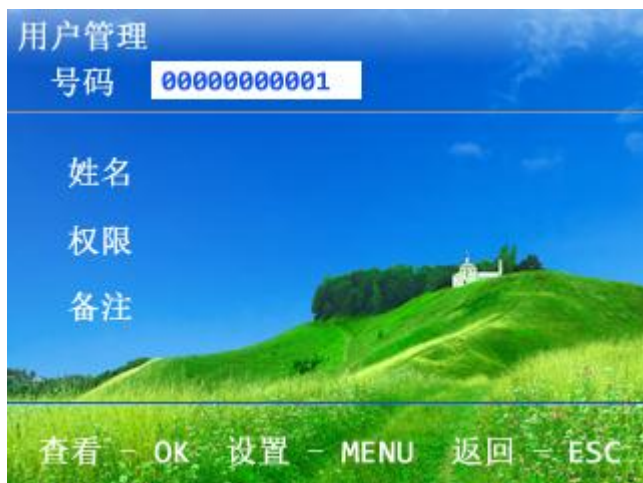 用户管理
号码 00000000001
姓名
权限
备注
查看 - OK 设置 - MENU 返回 - ESC